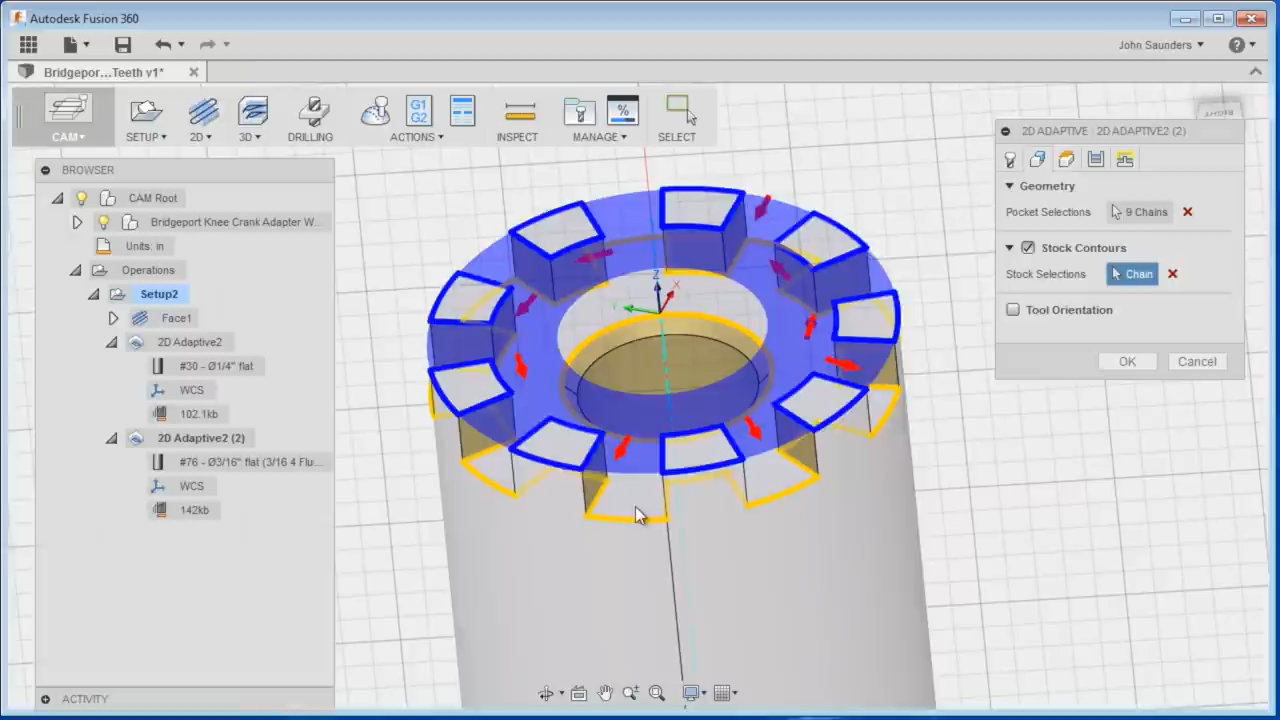 Autodesk Fusion 360
John Saunders
Bridgepor...Teeth v1*
G1
G2
%
CAM SETUP 2D 3D DRILLING ACTIONS INSPECT MANAGE SELECT
BROWSER
CAM Root
Bridgeport Knee Crank Adapter W...
Units: in
Operations
Setup2
Face1
2D Adaptive2
#30 - Ø1/4" flat
WCS
102.1kb
2D Adaptive2 (2)
#76 - Ø3/16" flat (3/16 4 Flu...
WCS
142kb
ACTIVITY
Z
X
2D ADAPTIVE : 2D ADAPTIVE2 (2)
Geometry
Pocket Selections 9 Chains
Stock Contours
Stock Selections Chain
Tool Orientation
OK Cancel